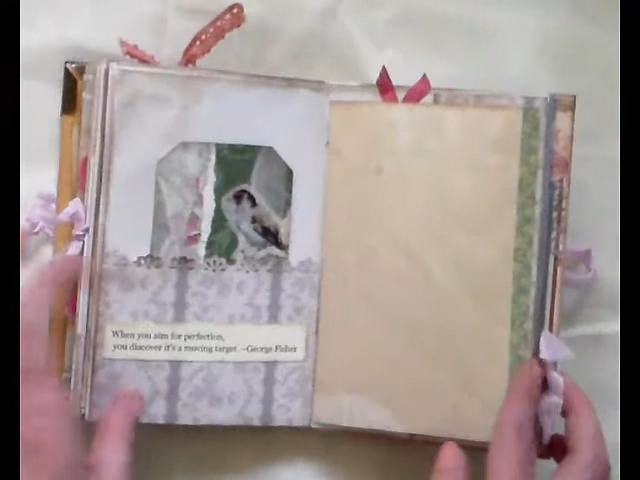 When you aim for perfection,
you discover it's a moving target. –George Fisher